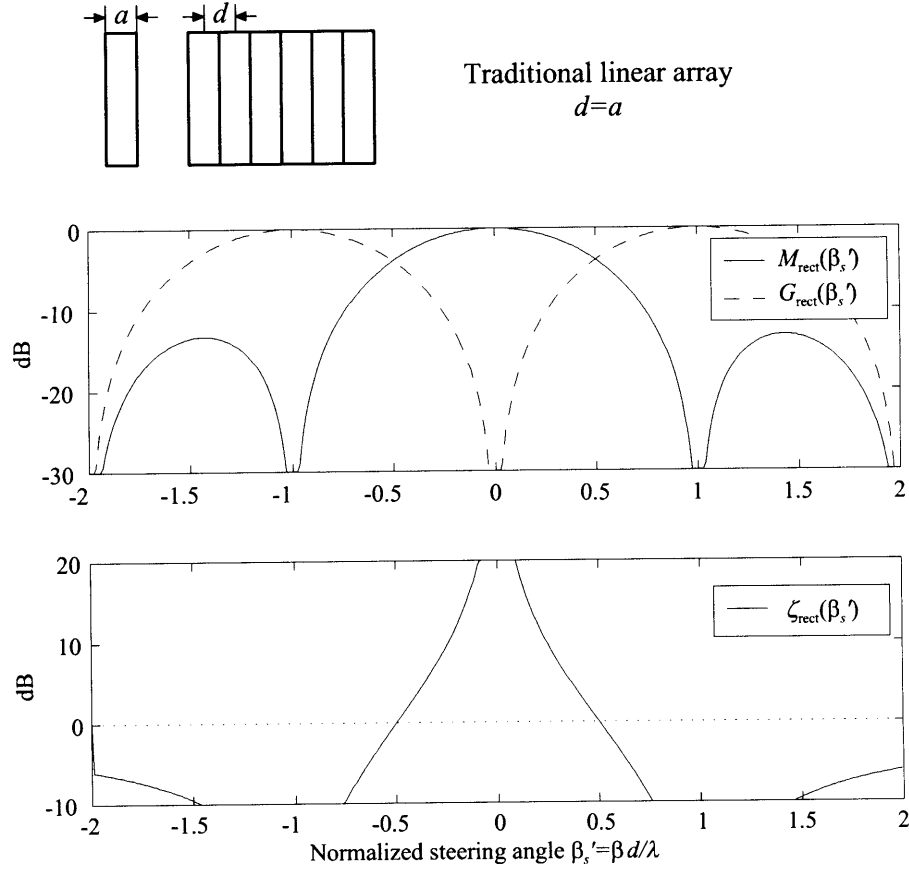 a d
Traditional linear array
d=a
0
-10
-20
-30
dB
M_rect(β_s')
G_rect(β_s')
-2 -1.5 -1 -0.5 0 0.5 1 1.5 2
20
10
0
-10
dB
ζ_rect(β_s')
-2 -1.5 -1 -0.5 0 0.5 1 1.5 2
Normalized steering angle β_s'=βd/λ